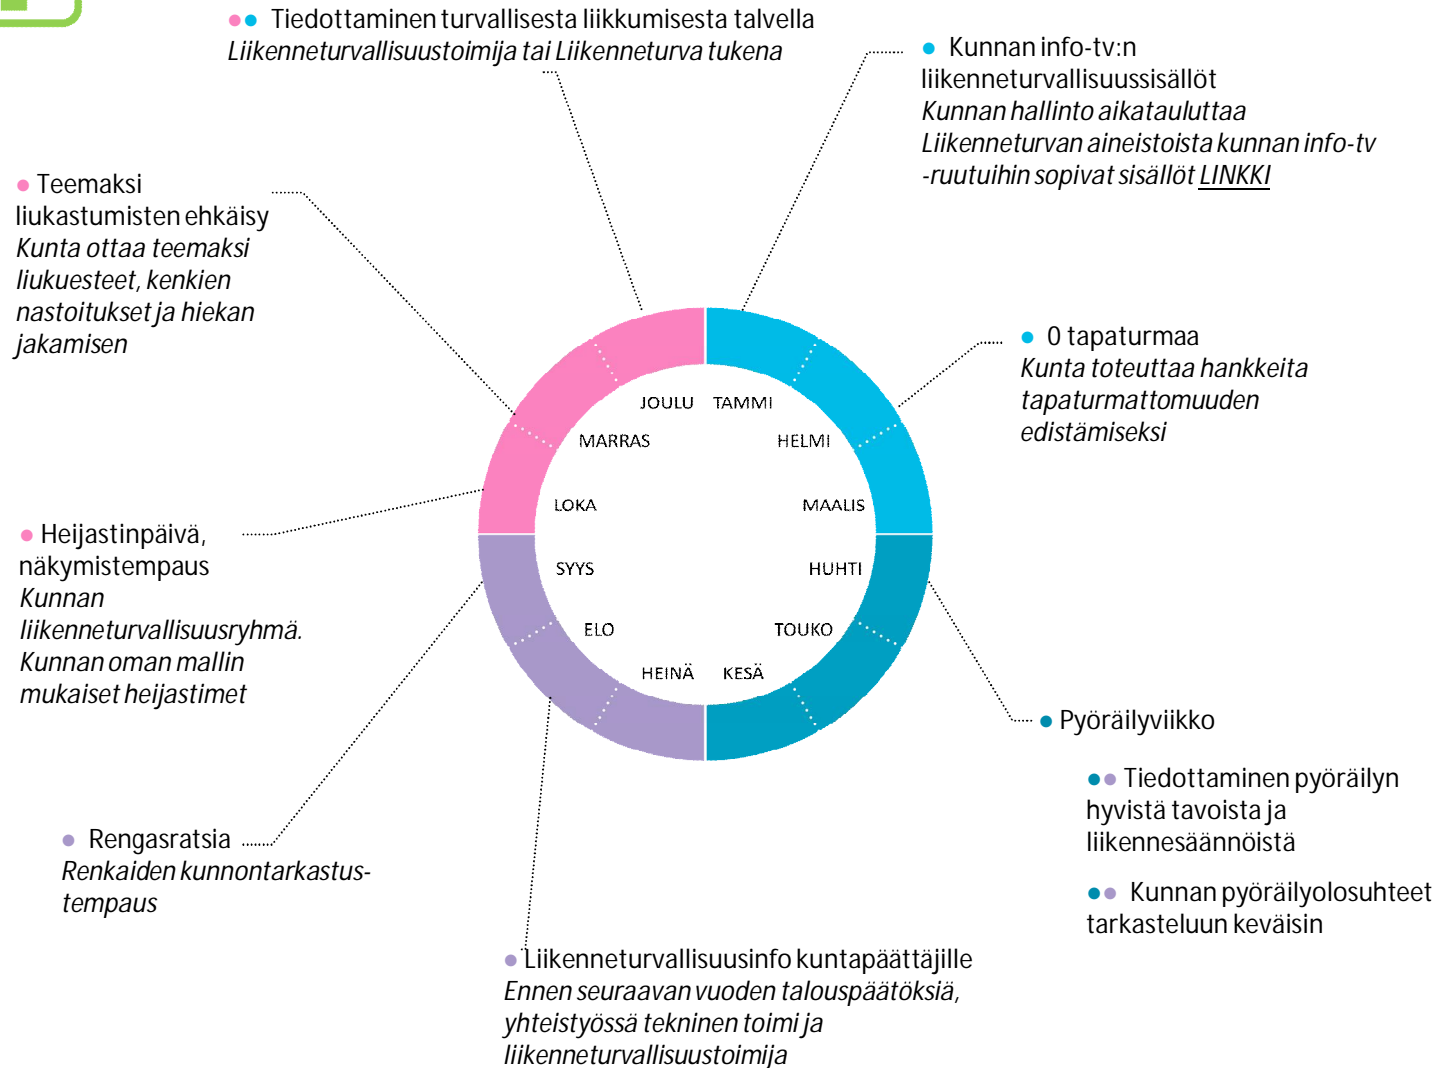 Tiedottaminen turvallisesta liikkumisesta talvella
Liikenneturvallisuustoimija tai Liikenneturva tukena
Kunnan info-tv:n
liikenneturvallisuussisällöt
Kunnan hallinto aikatauluttaa
Liikenneturvan aineistoista kunnan info-tv
-ruutuihin sopivat sisällöt LINKKI
Teemaksi
liukastumisten ehkäisy
Kunta ottaa teemaksi
liukuesteet, kenkien
nastoitukset ja hiekan
jakamisen
0 tapaturmaa
Kunta toteuttaa hankkeita
tapaturmattomuuden
edistämiseksi
JOULU TAMMI
MARRAS HELMI
LOKA MAALIS
SYYS HUHTI
ELO TOUKO
HEINÄ KESÄ
Heijastinpäivä,
näkymistempaus
Kunnan
liikenneturvallisuusryhmä.
Kunnan oman mallin
mukaiset heijastimet
Pyöräilyviikko
Tiedottaminen pyöräilyn
hyvistä tavoista ja
liikennesäännöistä
Kunnan pyöräilyolosuhteet
tarkasteluun keväisin
Rengasratsia
Renkaiden kunnontarkastus-
tempaus
Liikenneturvallisuusinfo kuntapäättäjille
Ennen seuraavan vuoden talouspäätöksiä,
yhteistyössä tekninen toimi ja
liikenneturvallisuustoimija